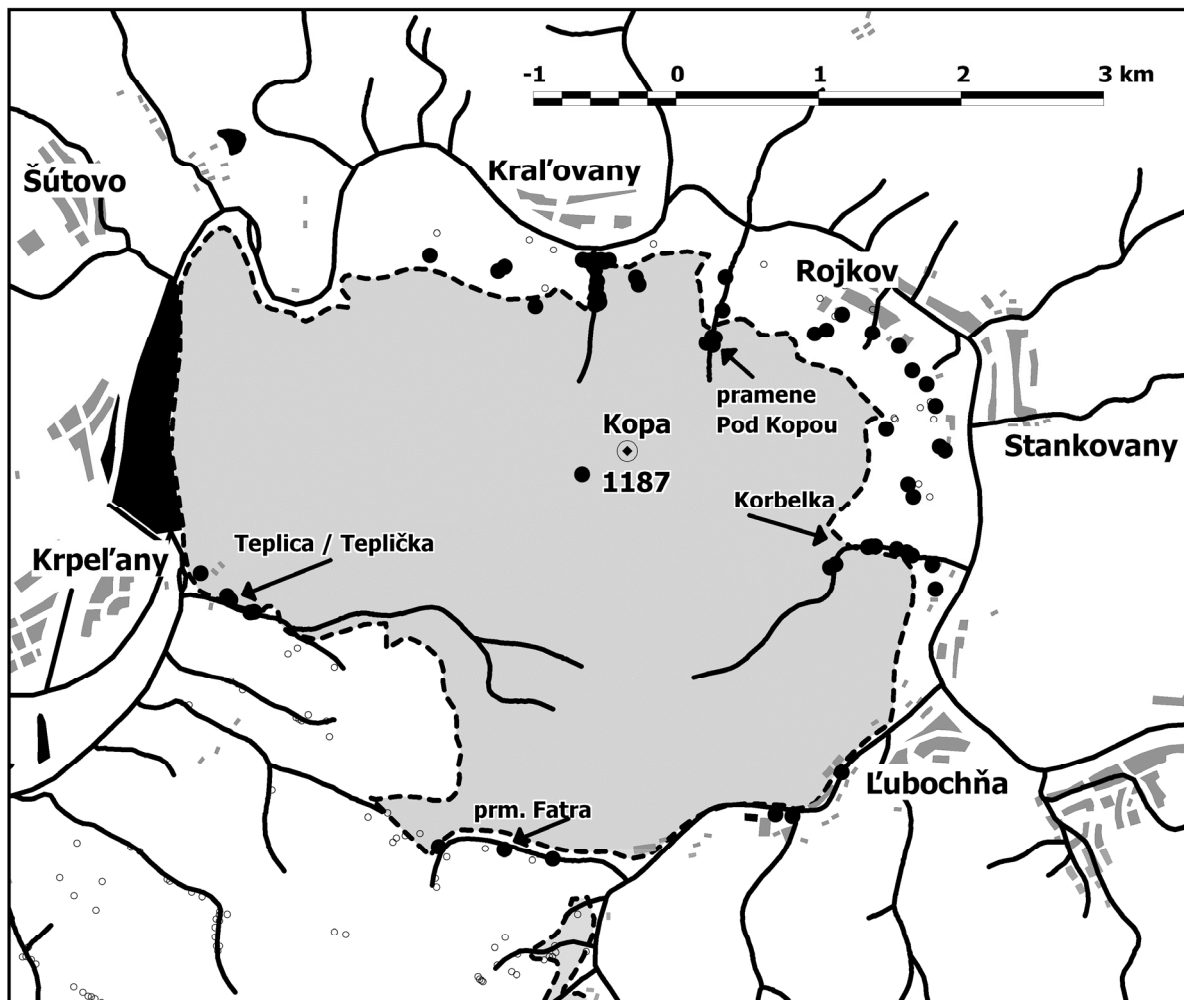 -1 0 1 2 3 km
Kraľovany
Šútovo
Rojkov
pramene
Pod Kopou
Kopa
1187
Stankovany
Korbelka
Teplica / Teplička
Krpeľany
Ľubochňa
prm. Fatra